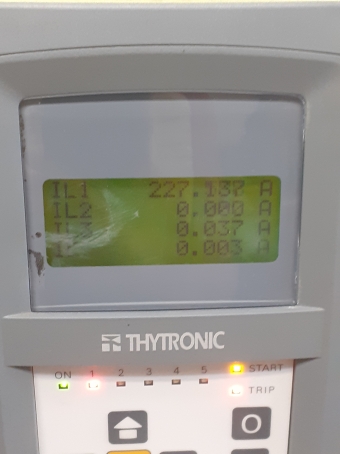 IL1 227.137 A
IL2 0.000 A
IL3 0.037 A
0.003 A
THYTRONIC
ON 1 2 3 4 5 START
TRIP
O